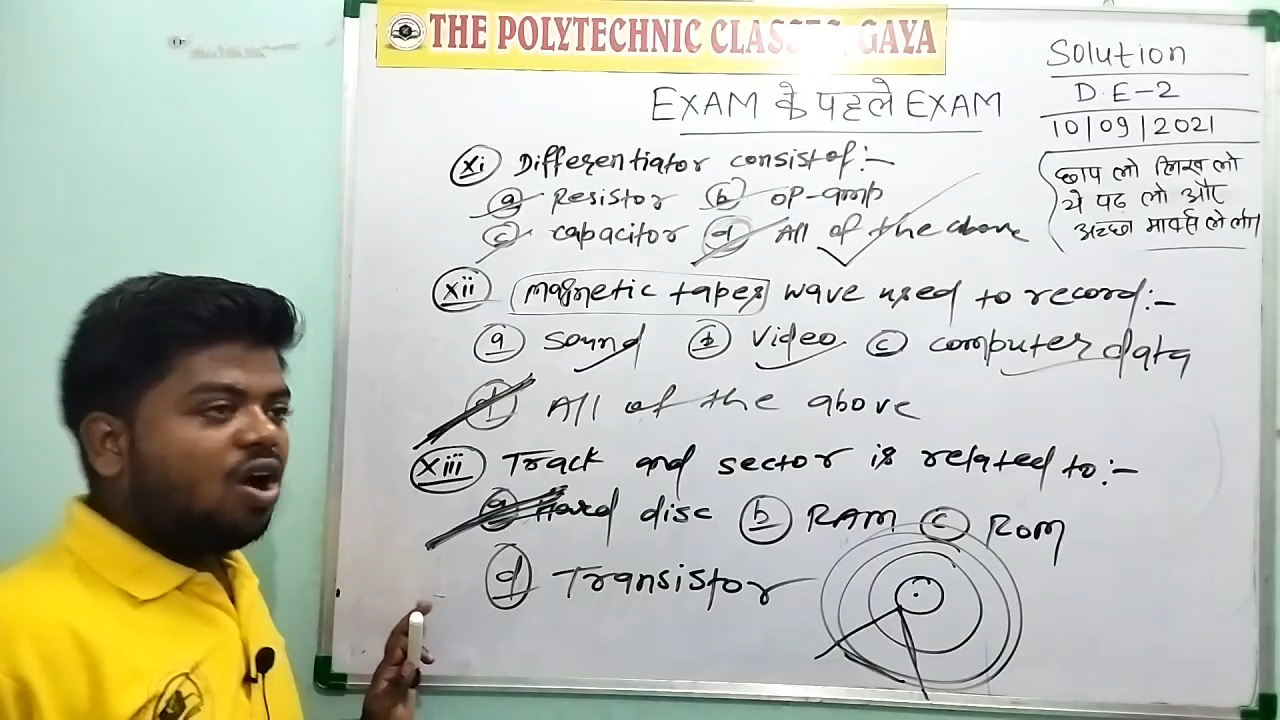 THE POLYTECHNIC CLASSES, GAYA
EXAM के पहले EXAM
Solution
D.E-2
10/09/2021
छाप लो लिख लो
ये पढ़ लो और
अच्छा मार्क्स ले लो
xi Differentiator consist of :-
a Resistor b OP-amp
c capacitor d All of the above
xii magnetic tapes wave used to record :-
a sound b video c computer data
d All of the above
xiii Track and sector is related to :-
a Hard disc b RAM c Rom
d Transistor